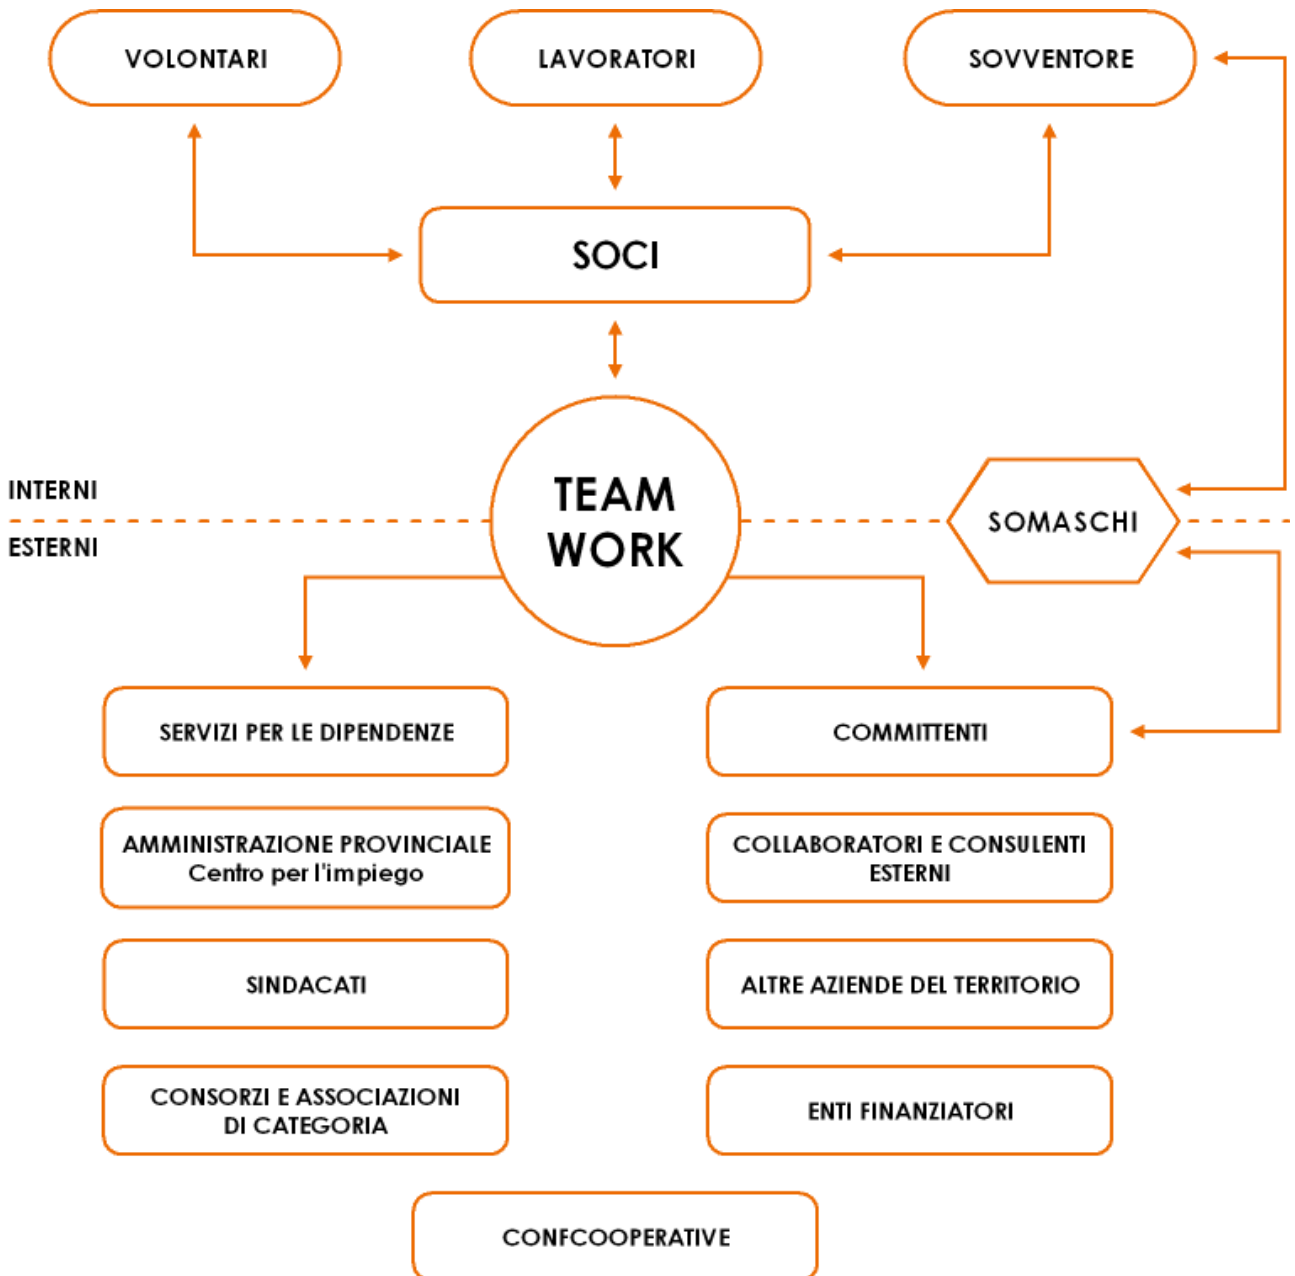 VOLONTARI
LAVORATORI
SOVVENTORE
SOCI
TEAM
WORK
INTERNI
ESTERNI
SOMASCHI
SERVIZI PER LE DIPENDENZE
COMMITTENTI
AMMINISTRAZIONE PROVINCIALE
Centro per l'impiego
COLLABORATORI E CONSULENTI
ESTERNI
SINDACATI
ALTRE AZIENDE DEL TERRITORIO
CONSORZI E ASSOCIAZIONI
DI CATEGORIA
ENTI FINANZIATORI
CONFCOOPERATIVE